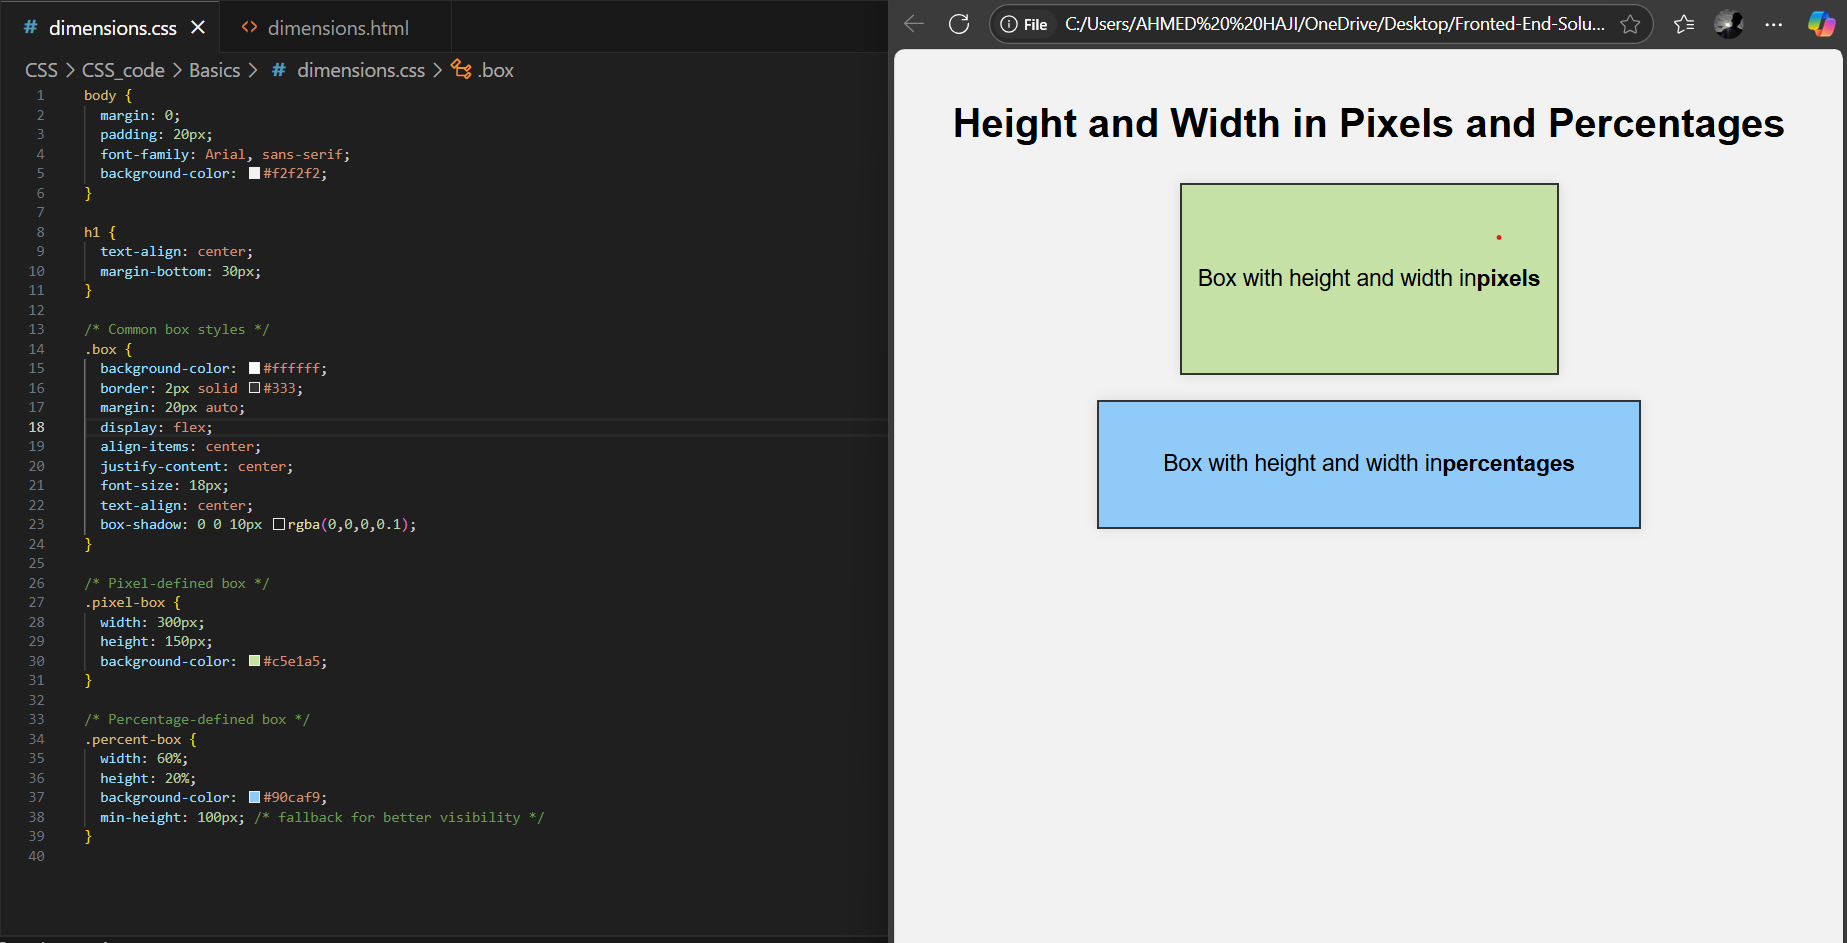 # dimensions.css ×
<> dimensions.html
CSS > CSS_code > Basics > # dimensions.css > .box
1 body {
2 margin: 0;
3 padding: 20px;
4 font-family: Arial, sans-serif;
5 background-color: #f2f2f2;
6 }
7
8 h1 {
9 text-align: center;
10 margin-bottom: 30px;
11 }
12
13 /* Common box styles */
14 .box {
15 background-color: #ffffff;
16 border: 2px solid #333;
17 margin: 20px auto;
18 display: flex;
19 align-items: center;
20 justify-content: center;
21 font-size: 18px;
22 text-align: center;
23 box-shadow: 0 0 10px rgba(0,0,0,0.1);
24 }
25
26 /* Pixel-defined box */
27 .pixel-box {
28 width: 300px;
29 height: 150px;
30 background-color: #c5e1a5;
31 }
32
33 /* Percentage-defined box */
34 .percent-box {
35 width: 60%;
36 height: 20%;
37 background-color: #90caf9;
38 min-height: 100px; /* fallback for better visibility */
39 }
40
File C:/Users/AHMED%20%20HAJI/OneDrive/Desktop/Fronted-End-Solu...
Height and Width in Pixels and Percentages
Box with height and width inpixels
Box with height and width inpercentages